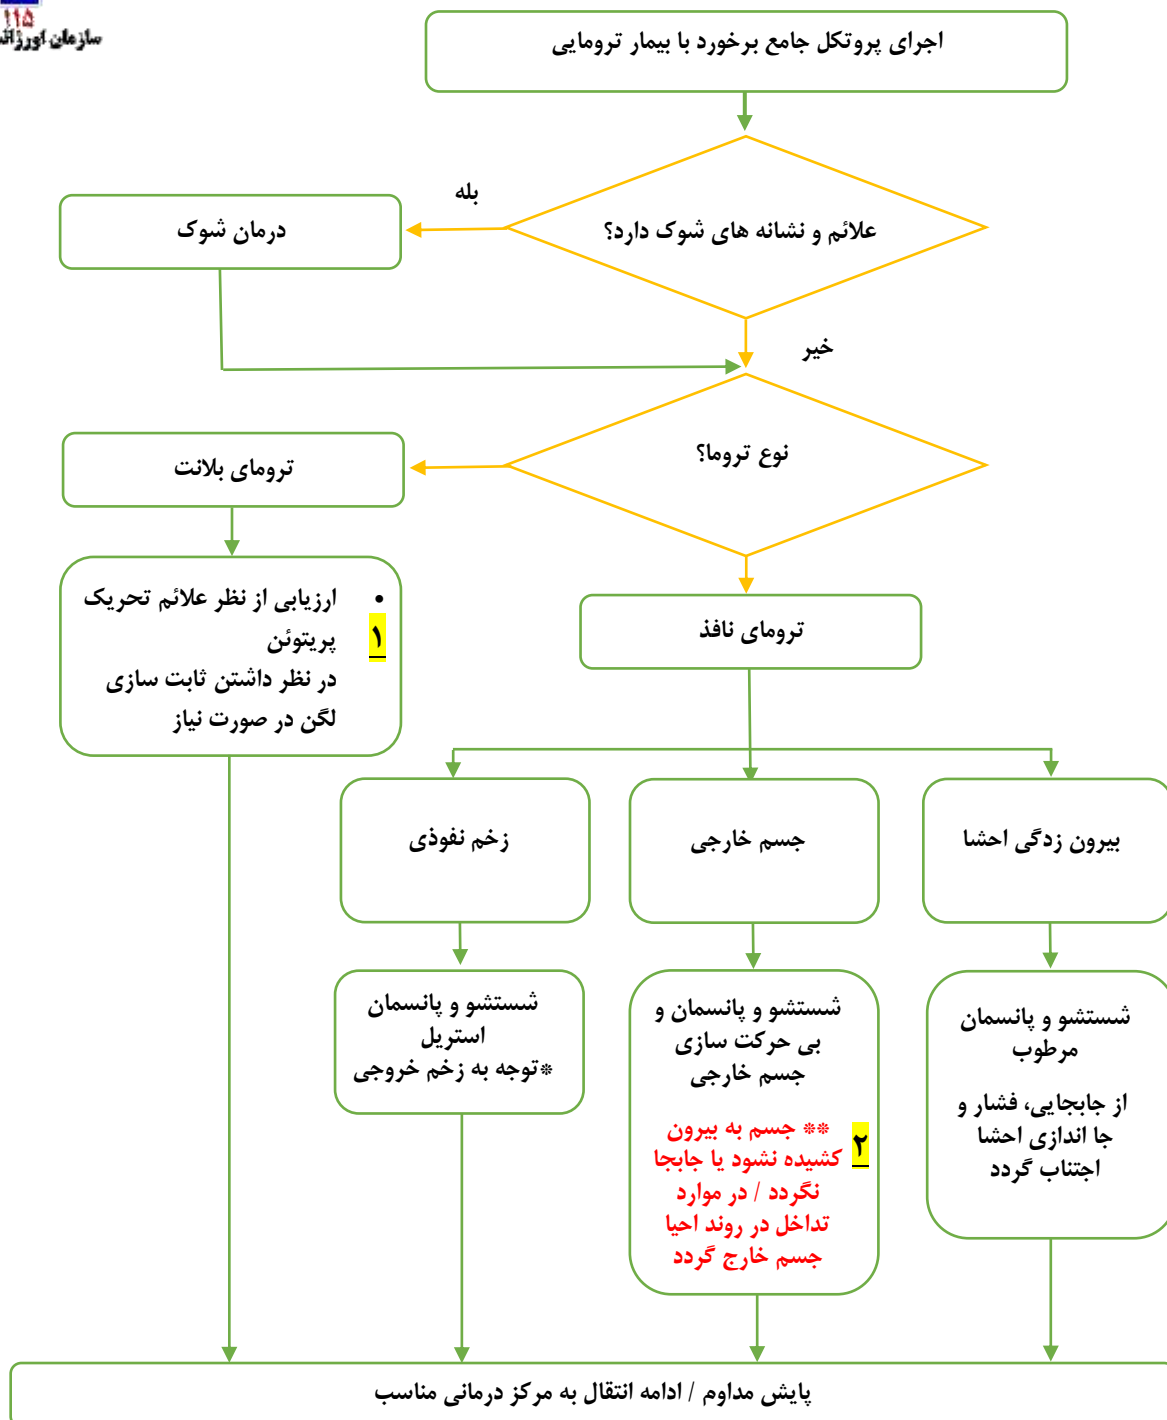 ۱۱۵
سازمان اورژانس
اجرای پروتکل جامع برخورد با بیمار ترومایی
علائم و نشانه های شوک دارد؟
بله
درمان شوک
خیر
نوع تروما؟
ترومای بلانت
• ارزیابی از نظر علائم تحریک
پریتوئن
۱
در نظر داشتن ثابت سازی
لگن در صورت نیاز
ترومای نافذ
بیرون زدگی احشا
جسم خارجی
زخم نفوذی
شستشو و پانسمان
مرطوب
از جابجایی، فشار و
جا اندازی احشا
اجتناب گردد
شستشو و پانسمان و
بی حرکت سازی
جسم خارجی
** جسم به بیرون
۲
کشیده نشود یا جابجا
نگردد / در موارد
تداخل در روند احیا
جسم خارج گردد
شستشو و پانسمان
استریل
*توجه به زخم خروجی
پایش مداوم / ادامه انتقال به مرکز درمانی مناسب